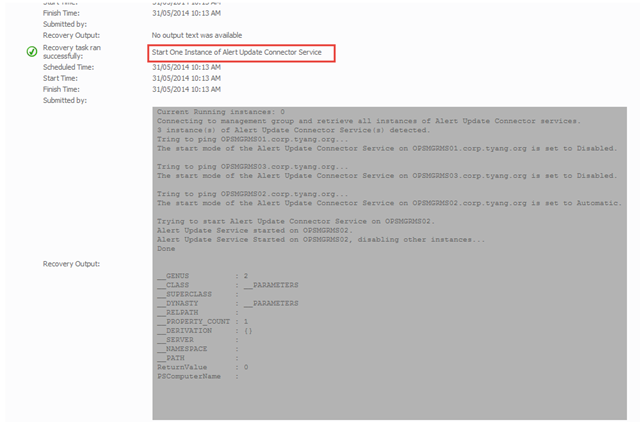 Start Time: 31/05/2014 10:13 AM
Finish Time: 31/05/2014 10:13 AM
Submitted by:
Recovery Output: No output text was available
Recovery task ran successfully: Start One Instance of Alert Update Connector Service
Scheduled Time: 31/05/2014 10:13 AM
Start Time: 31/05/2014 10:13 AM
Finish Time: 31/05/2014 10:13 AM
Submitted by:
Current Running instances: 0
Connecting to management group and retrieve all instances of Alert Update Connector services.
3 instance(s) of Alert Update Connector Service(s) detected.
Tring to ping OPSMGRMS01.corp.tyang.org...
The start mode of the Alert Update Connector Service on OPSMGRMS01.corp.tyang.org is set to Disabled.
Tring to ping OPSMGRMS03.corp.tyang.org...
The start mode of the Alert Update Connector Service on OPSMGRMS03.corp.tyang.org is set to Disabled.
Tring to ping OPSMGRMS02.corp.tyang.org...
The start mode of the Alert Update Connector Service on OPSMGRMS02.corp.tyang.org is set to Automatic.
Trying to start Alert Update Connector Service on OPSMGRMS02.
Alert Update Service started on OPSMGRMS02.
Alert Update Service Started on OPSMGRMS02, disabling other instances...
Done
Recovery Output:
__GENUS : 2
__CLASS : __PARAMETERS
__SUPERCLASS :
__DYNASTY : __PARAMETERS
__RELPATH :
__PROPERTY_COUNT : 1
__DERIVATION : {}
__SERVER :
__NAMESPACE :
__PATH :
ReturnValue : 0
PSComputerName :